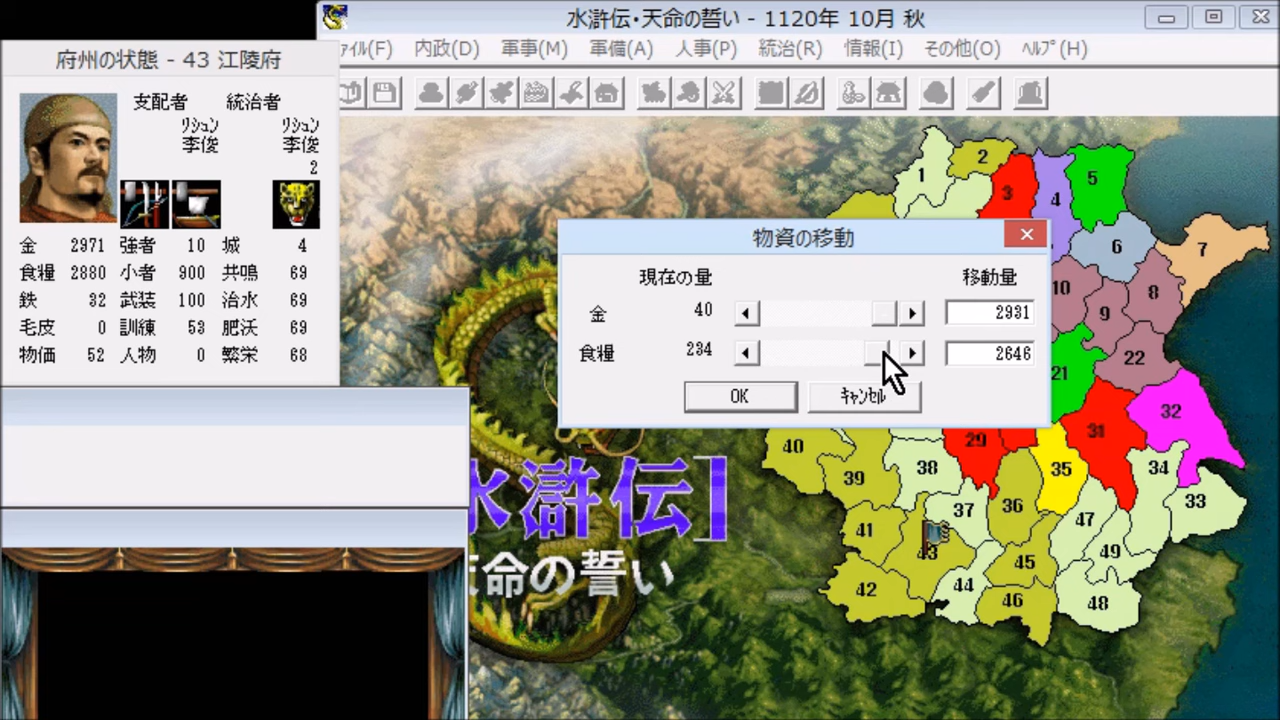 水滸伝・天命の誓い - 1120年 10月 秋
ァイル(F) 内政(D) 軍事(M) 軍備(A) 人事(P) 統治(R) 情報(I) その他(O) ﾍﾙﾌﾟ(H)
府州の状態 - 43 江陵府
支配者 統治者
ﾘｼｭﾝ ﾘｼｭﾝ
李俊 李俊
2
金 2971 強者 10 城 4
食糧 2880 小者 900 共鳴 69
鉄 32 武装 100 治水 69
毛皮 0 訓練 53 肥沃 69
物価 52 人物 0 繁栄 68
物資の移動
現在の量 移動量
金 40 2931
食糧 234 2646
OK ｷｬﾝｾﾙ
水滸伝]
天命の誓い
1
2
3
4
5
6
7
8
9
10
21
22
29
31
32
33
34
35
36
37
38
39
40
41
42
43
44
45
46
47
48
49